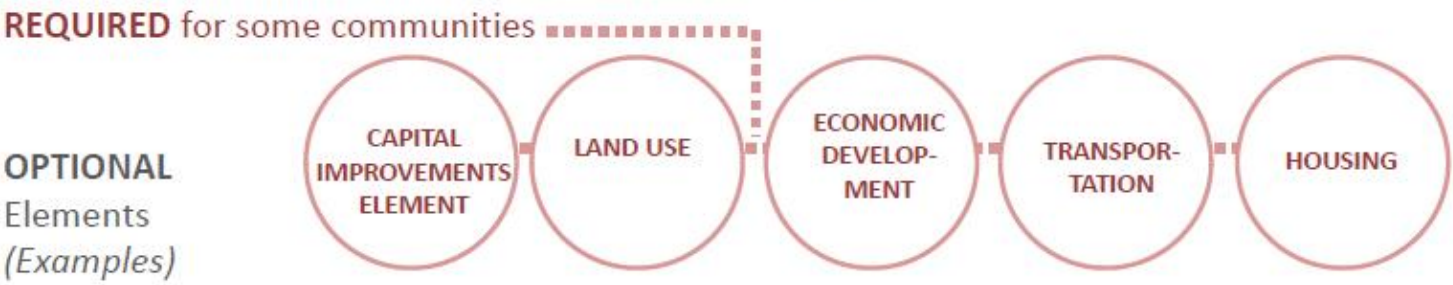 REQUIRED for some communities
CAPITAL
IMPROVEMENTS
ELEMENT
LAND USE
ECONOMIC
DEVELOP-
MENT
TRANSPOR-
TATION
HOUSING
OPTIONAL
Elements
(Examples)